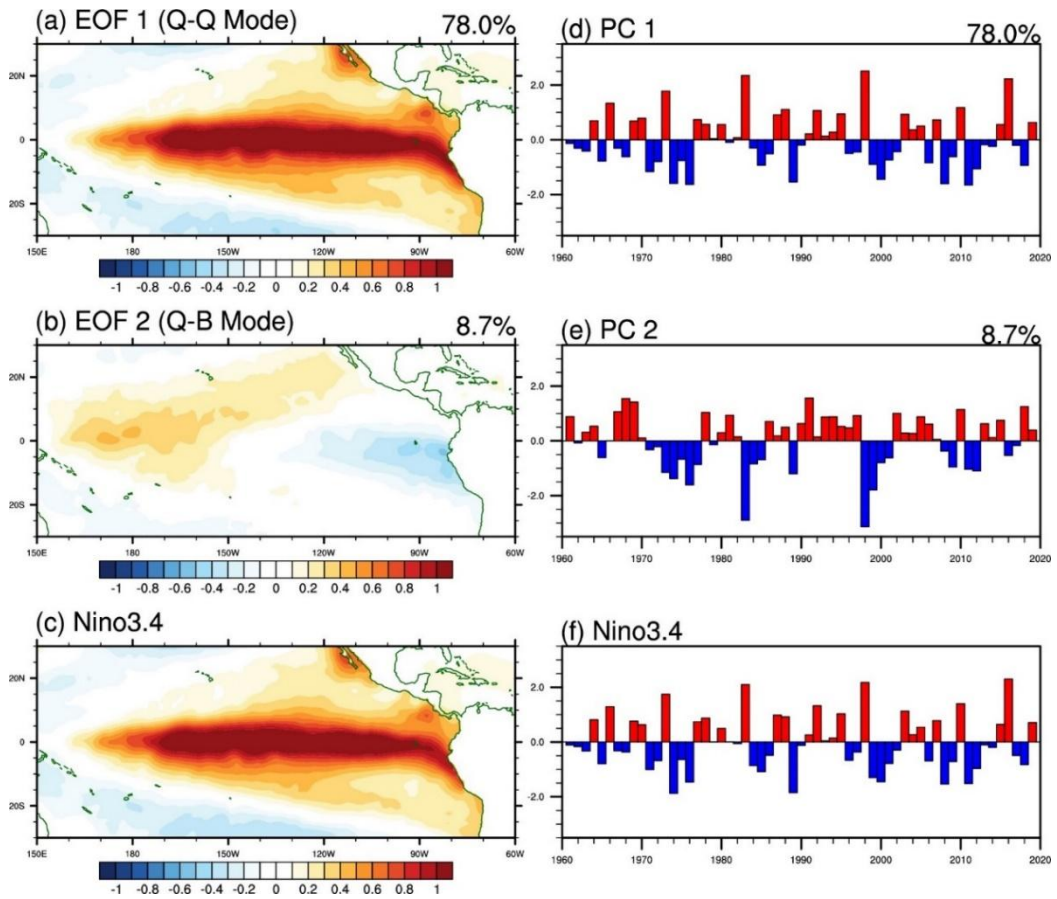 (a) EOF 1 (Q-Q Mode) 78.0%
20N
0
20S
150E 180 150W 120W 90W 60W
-1 -0.8 -0.6 -0.4 -0.2 0 0.2 0.4 0.6 0.8 1
(d) PC 1 78.0%
2.0
0.0
-2.0
1960 1970 1980 1990 2000 2010 2020
(b) EOF 2 (Q-B Mode) 8.7%
20N
0
20S
150E 180 150W 120W 90W 60W
-1 -0.8 -0.6 -0.4 -0.2 0 0.2 0.4 0.6 0.8 1
(e) PC 2 8.7%
2.0
0.0
-2.0
1960 1970 1980 1990 2000 2010 2020
(c) Nino3.4
20N
0
20S
150E 180 150W 120W 90W 60W
-1 -0.8 -0.6 -0.4 -0.2 0 0.2 0.4 0.6 0.8 1
(f) Nino3.4
2.0
0.0
-2.0
1960 1970 1980 1990 2000 2010 2020